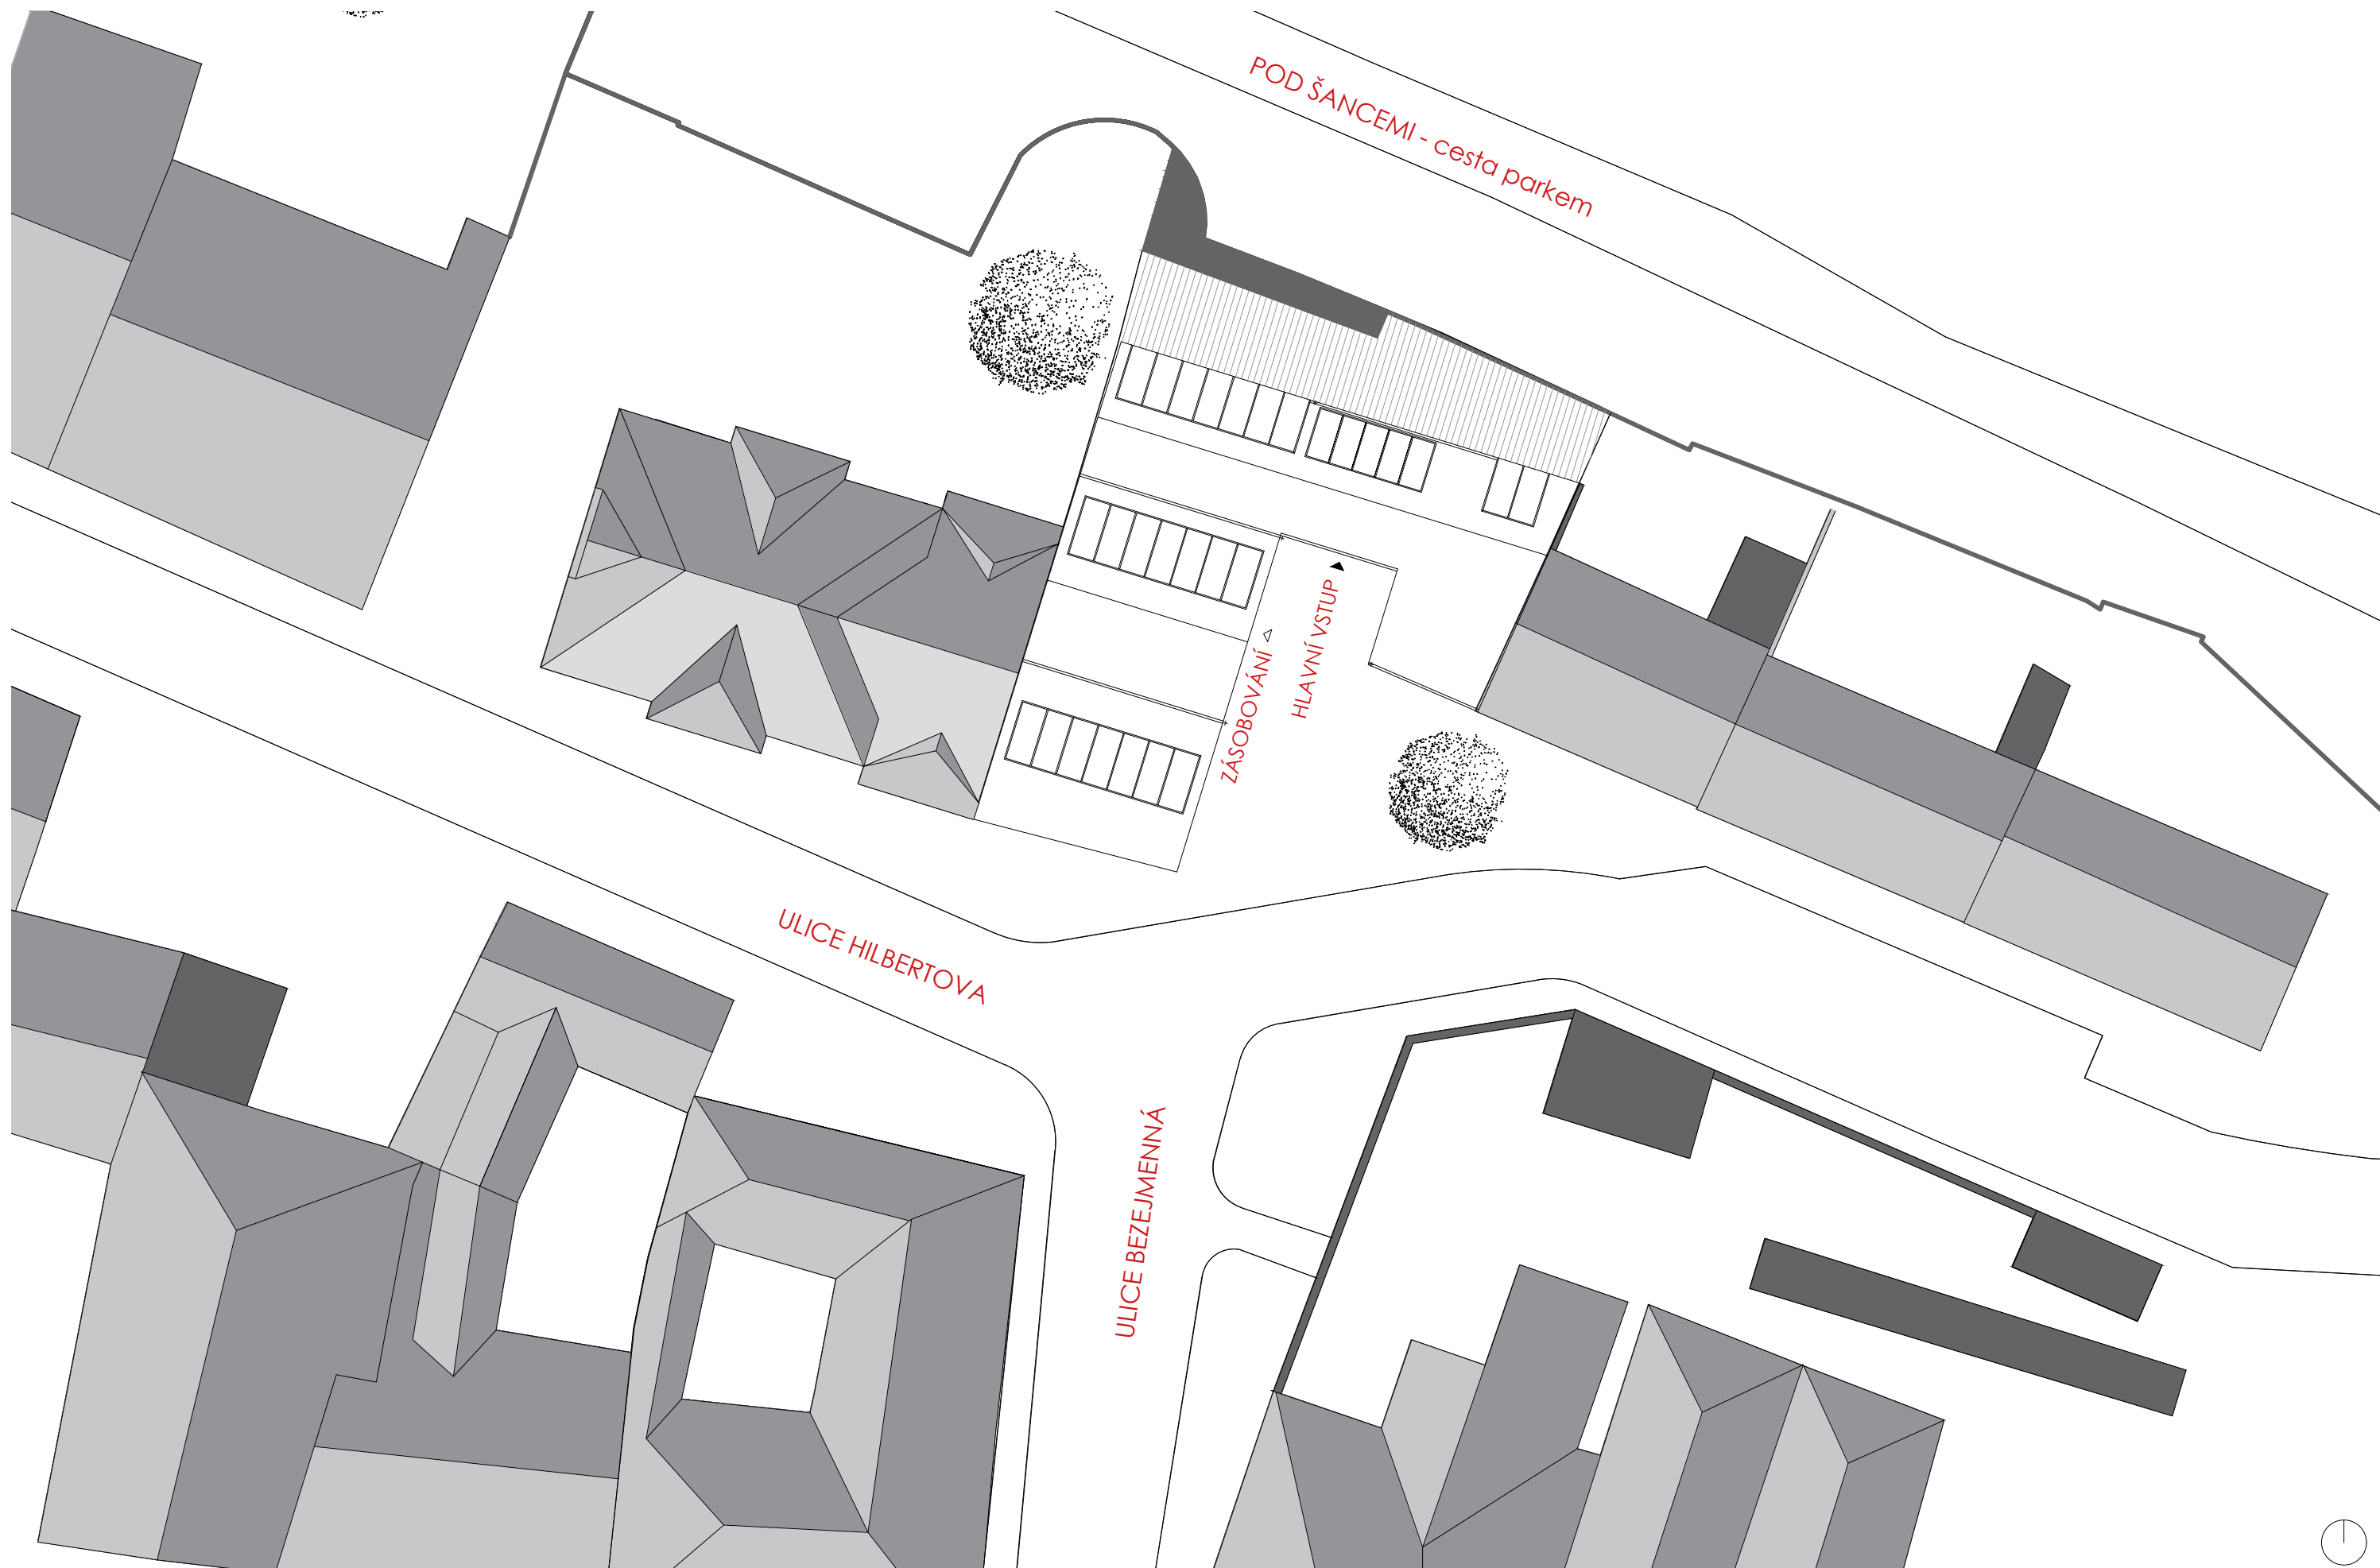 POD ŠANCEMI - cesta parkem
HLAVNÍ VSTUP
ZÁSOBOVÁNÍ
ULICE HILBERTOVA
ULICE BEZEJMENNÁ